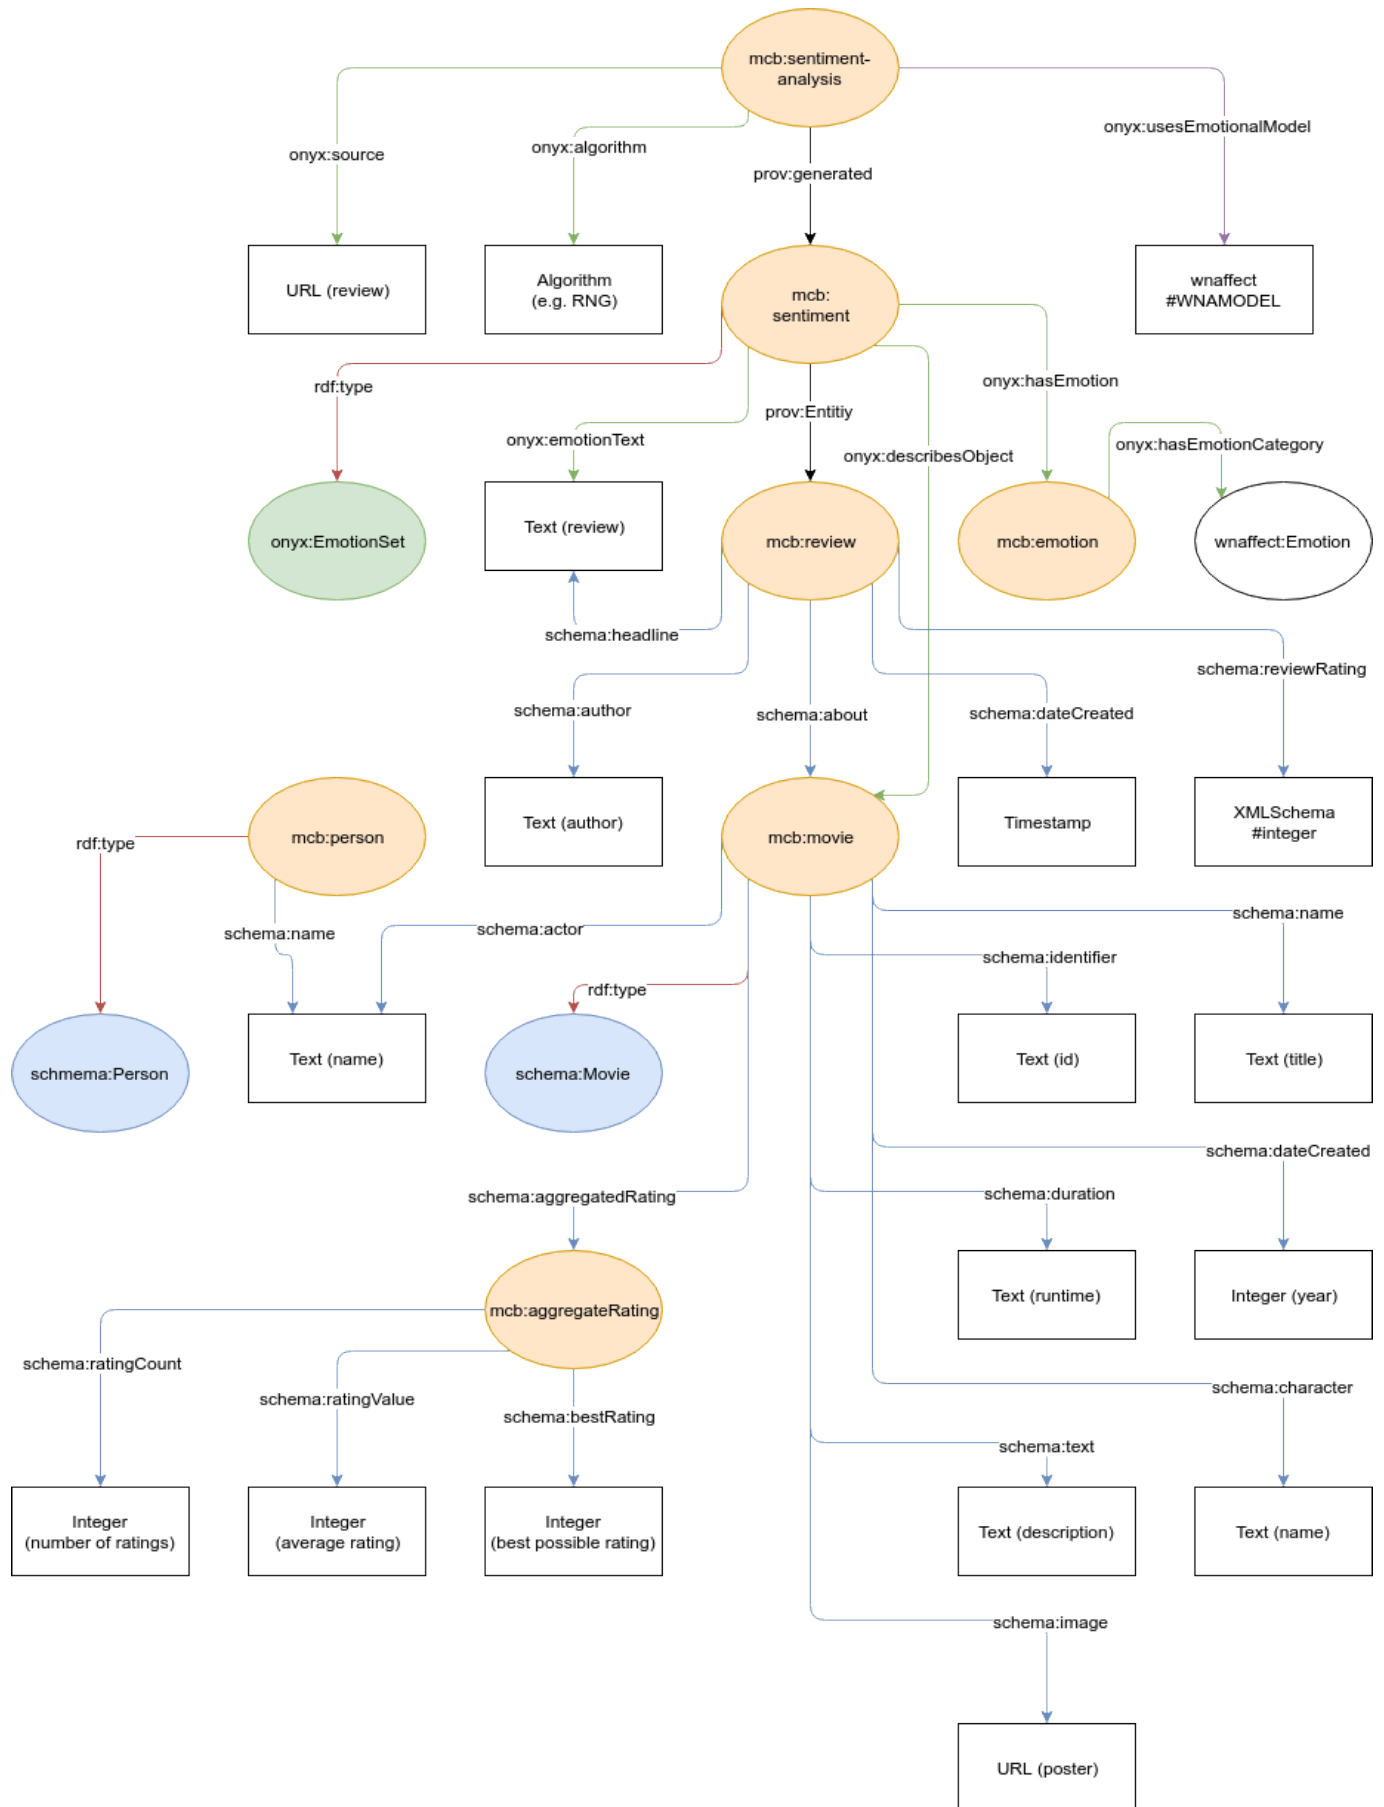 mcb:sentiment-
analysis
onyx:usesEmotionalModel
onyx:algorithm
onyx:source
prov:generated
URL (review)
Algorithm
(e.g. RNG)
mcb:
sentiment
wnaffect
#WNAMODEL
rdf:type
onyx:hasEmotion
prov:Entitiy
onyx:emotionText
onyx:hasEmotionCategory
onyx:describesObject
onyx:EmotionSet
Text (review)
mcb:review
mcb:emotion
wnaffect:Emotion
schema:headline
schema:reviewRating
schema:author
schema:about
schema:dateCreated
mcb:person
Text (author)
mcb:movie
Timestamp
XMLSchema
#integer
rdf:type
schema:name
schema:name
schema:actor
schema:identifier
rdf:type
schmema:Person
Text (name)
schema:Movie
Text (id)
Text (title)
schema:dateCreated
schema:aggregatedRating
schema:duration
mcb:aggregateRating
Text (runtime)
Integer (year)
schema:ratingCount
schema:ratingValue
schema:bestRating
schema:character
schema:text
Integer
(number of ratings)
Integer
(average rating)
Integer
(best possible rating)
Text (description)
Text (name)
schema:image
URL (poster)